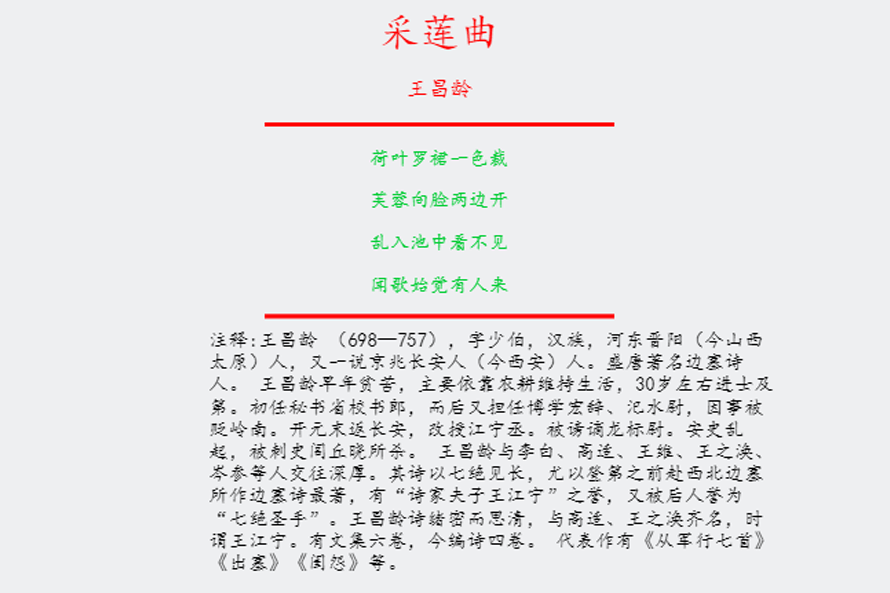 采莲曲
王昌龄
荷叶罗裙一色裁
芙蓉向脸两边开
乱入池中看不见
闻歌始觉有人来
注释:王昌龄 （698—757），字少伯，汉族，河东晋阳（今山西
太原）人，又一说京兆长安人（今西安）人。盛唐著名边塞诗
人。 王昌龄早年贫苦，主要依靠农耕维持生活，30岁左右进士及
第。初任秘书省校书郎，而后又担任博学宏辞、汜水尉，因事被
贬岭南。开元末返长安，改授江宁丞。被谤谪龙标尉。安史乱
起，被刺史闾丘晓所杀。 王昌龄与李白、高适、王维、王之涣、
岑参等人交往深厚。其诗以七绝见长，尤以登第之前赴西北边塞
所作边塞诗最著，有“诗家夫子王江宁”之誉，又被后人誉为
“七绝圣手”。王昌龄诗绪密而思清，与高适、王之涣齐名，时
谓王江宁。有文集六卷，今编诗四卷。 代表作有《从军行七首》
《出塞》《闺怨》等。